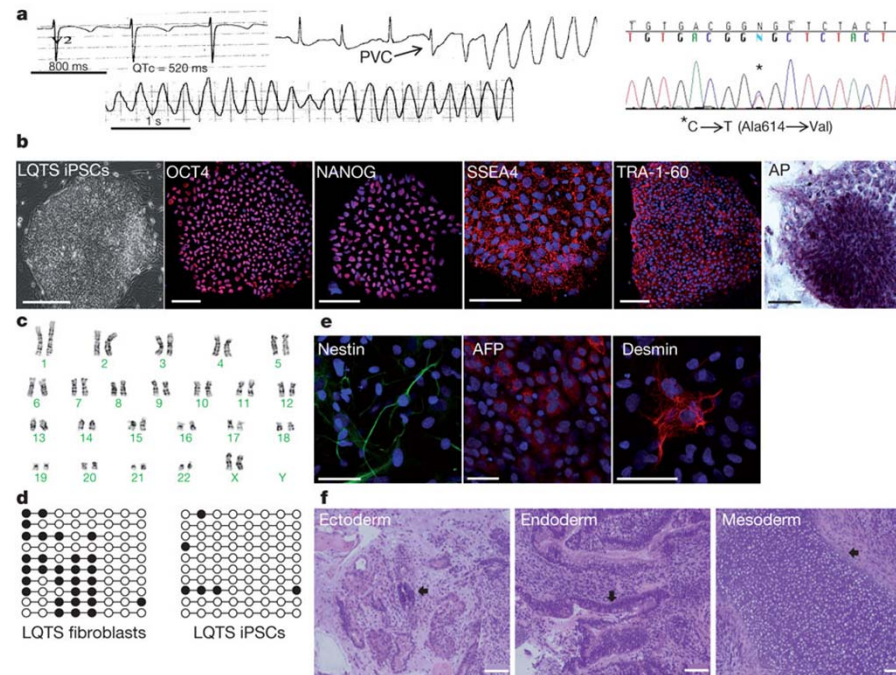 a
2
800 ms
QTc = 520 ms
PVC
1 s
T G T G A C G G N G C T C T A C T
T G T G A C G G N G C T C T A C T
*
*C → T (Ala614 → Val)
b
LQTS iPSCs
OCT4
NANOG
SSEA4
TRA-1-60
AP
c
1 2 3 4 5
6 7 8 9 10 11 12
13 14 15 16 17 18
19 20 21 22 X Y
e
Nestin
AFP
Desmin
d
LQTS fibroblasts
LQTS iPSCs
f
Ectoderm
Endoderm
Mesoderm